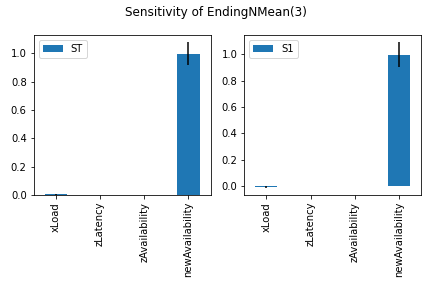 Sensitivity of EndingNMean(3)
ST
1.0
0.8
0.6
0.4
0.2
0.0
xLoad
zLatency
zAvailability
newAvailability
S1
1.0
0.8
0.6
0.4
0.2
0.0
xLoad
zLatency
zAvailability
newAvailability